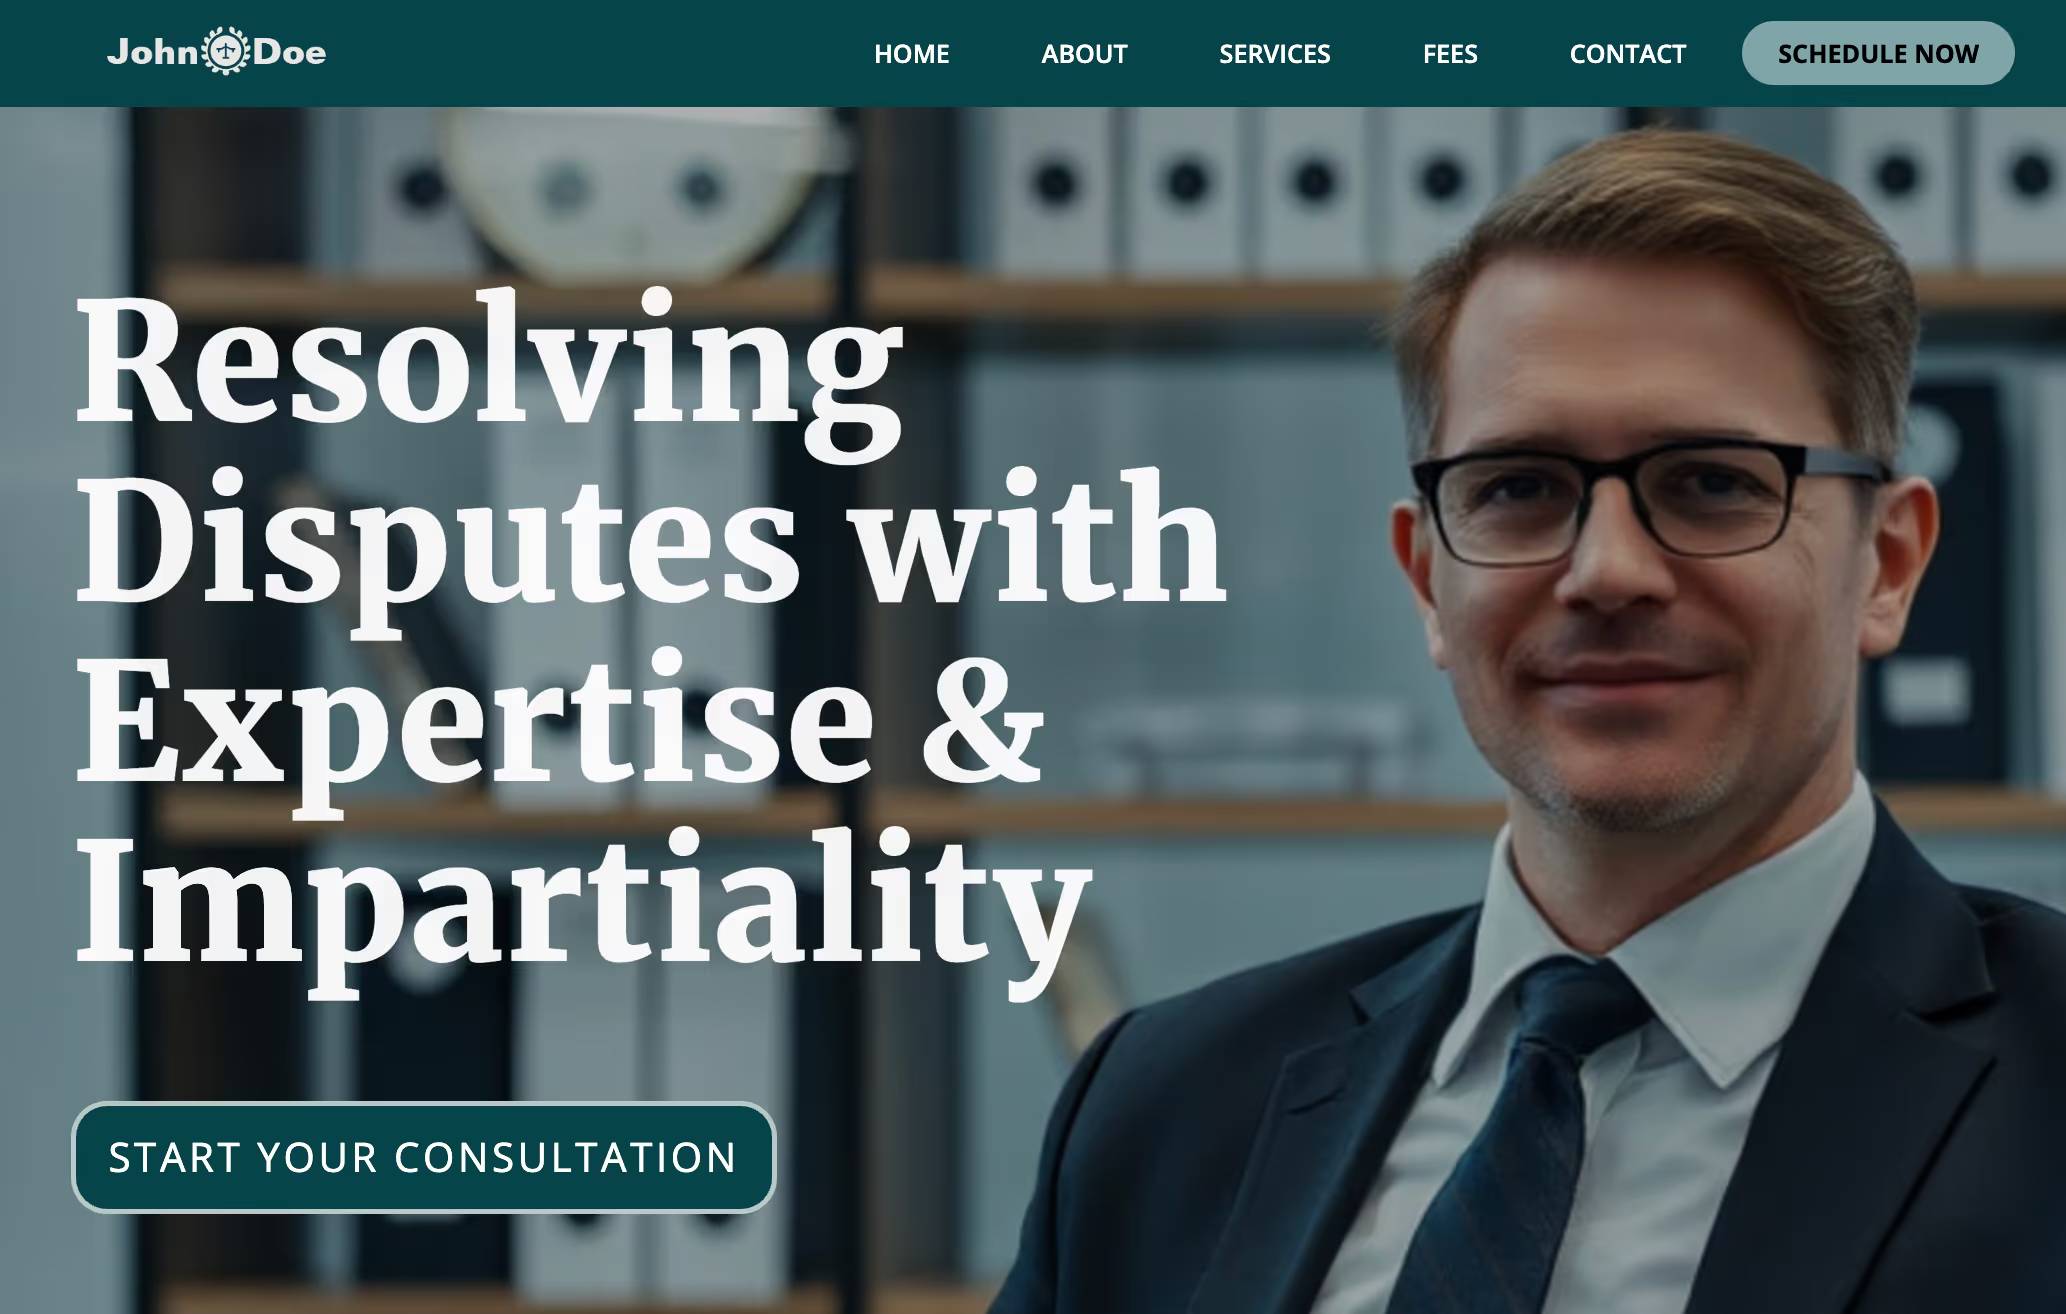 John Doe
HOME ABOUT SERVICES FEES CONTACT SCHEDULE NOW
Resolving
Disputes with
Expertise &
Impartiality
START YOUR CONSULTATION